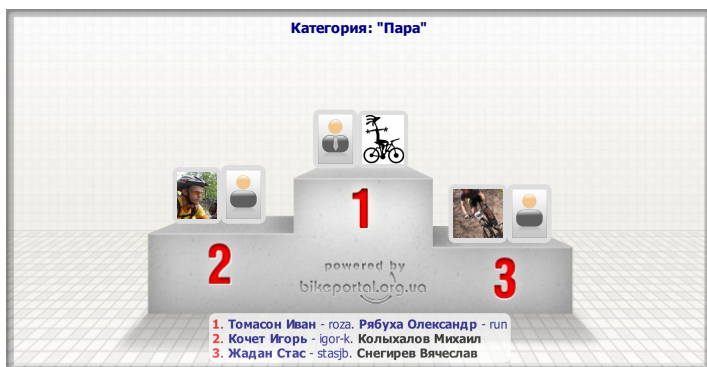 Категория: "Пара"
1
2
3
powered by
bikeportal.org.ua
1. Томасон Иван - roza. Рябуха Олександр - run
2. Кочет Игорь - igor-k. Колыхалов Михаил
3. Жадан Стас - stasjb. Снегирев Вячеслав